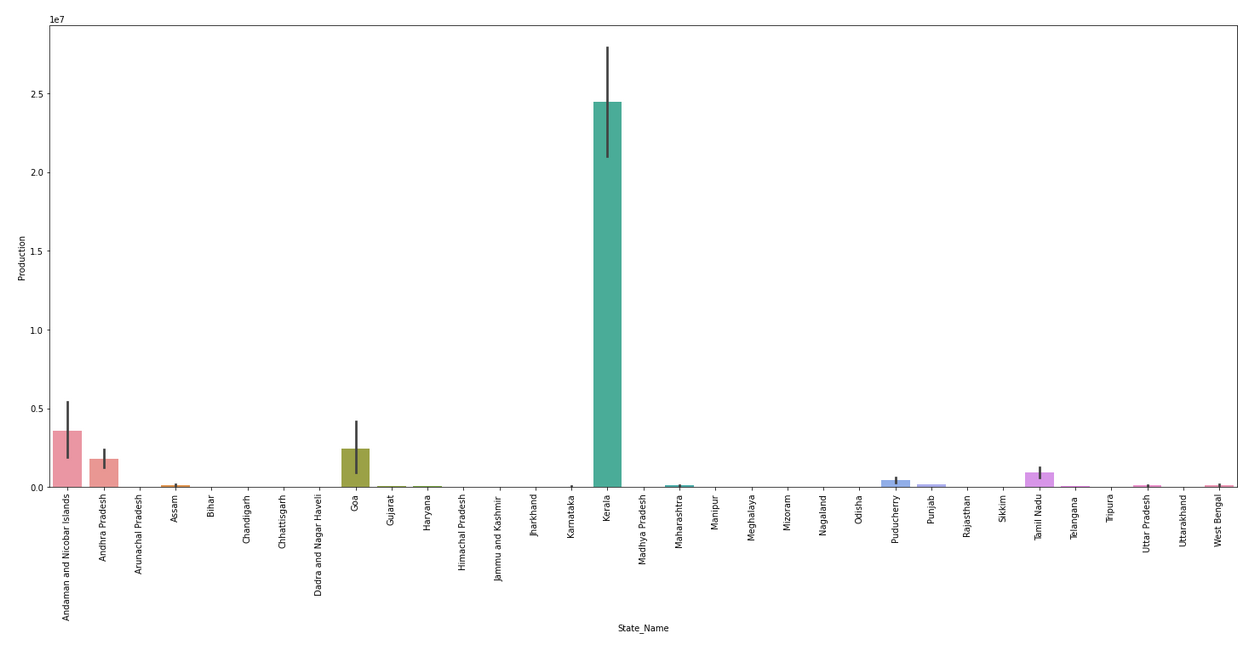 1e7
2.5
2.0
1.5
1.0
0.5
0.0
Production
Andaman and Nicobar Islands
Andhra Pradesh
Arunachal Pradesh
Assam
Bihar
Chandigarh
Chhattisgarh
Dadra and Nagar Haveli
Goa
Gujarat
Haryana
Himachal Pradesh
Jammu and Kashmir
Jharkhand
Karnataka
Kerala
Madhya Pradesh
Maharashtra
Manipur
Meghalaya
Mizoram
Nagaland
Odisha
Puducherry
Punjab
Rajasthan
Sikkim
Tamil Nadu
Telangana
Tripura
Uttar Pradesh
Uttarakhand
West Bengal
State_Name